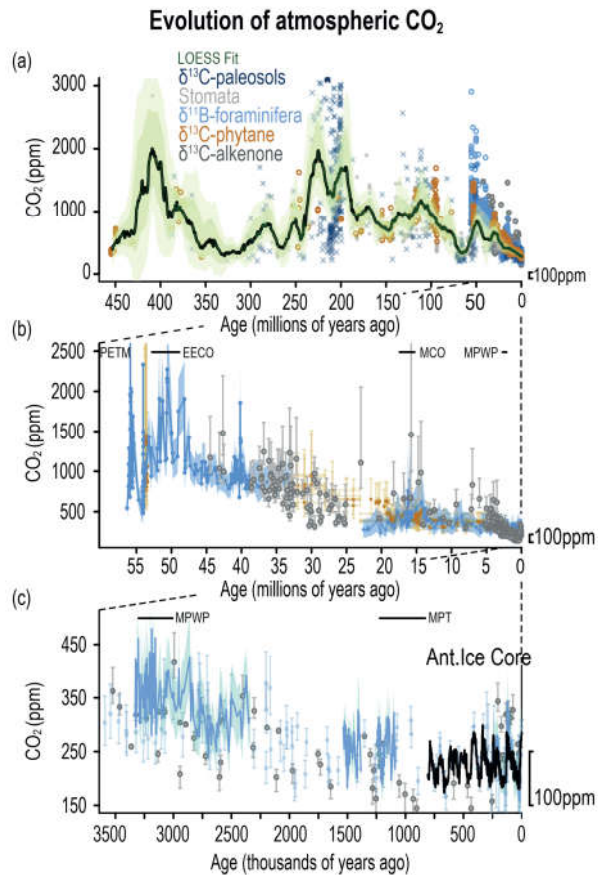 Evolution of atmospheric CO₂
(a)
LOESS Fit
δ¹³C-paleosols
Stomata
δ¹¹B-foraminifera
δ¹³C-phytane
δ¹³C-alkenone
3000
2000
1000
0
CO₂ (ppm)
450 400 350 300 250 200 150 100 50 0
100ppm
Age (millions of years ago)
(b)
2500
2000
1500
1000
500
CO₂ (ppm)
PETM EECO MCO MPWP
100ppm
55 50 45 40 35 30 25 20 15 10 5 0
Age (millions of years ago)
(c)
MPWP MPT
Ant.Ice Core
450
350
250
150
CO₂ (ppm)
100ppm
3500 3000 2500 2000 1500 1000 500 0
Age (thousands of years ago)